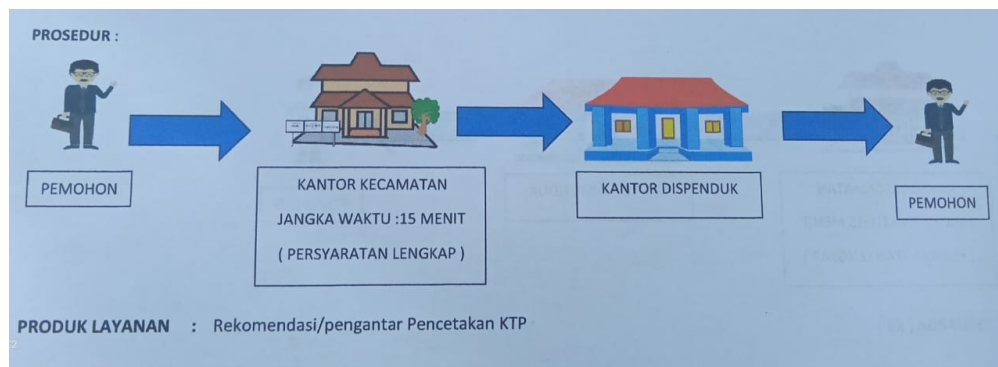 PROSEDUR :
PEMOHON
KANTOR KECAMATAN
JANGKA WAKTU :15 MENIT
( PERSYARATAN LENGKAP )
KANTOR DISPENDUK
PEMOHON
PRODUK LAYANAN : Rekomendasi/pengantar Pencetakan KTP